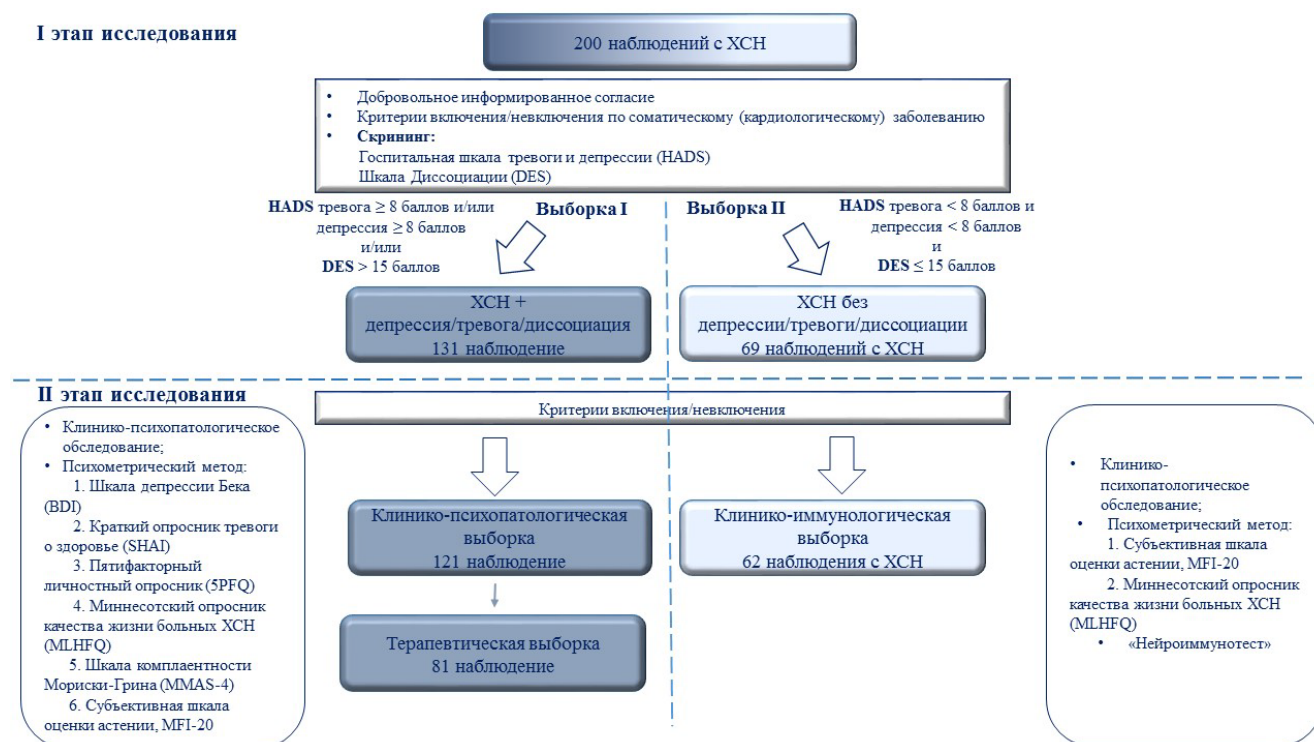 I этап исследования
200 наблюдений с ХСН
• Добровольное информированное согласие
• Критерии включения/невключения по соматическому (кардиологическому) заболеванию
• Скрининг:
Госпитальная шкала тревоги и депрессии (HADS)
Шкала Диссоциации (DES)
HADS тревога ≥ 8 баллов и/или
депрессия ≥ 8 баллов
и/или
DES > 15 баллов
Выборка I
Выборка II
HADS тревога < 8 баллов и
депрессия < 8 баллов
и
DES ≤ 15 баллов
ХСН +
депрессия/тревога/диссоциация
131 наблюдение
ХСН без
депрессии/тревоги/диссоциации
69 наблюдений с ХСН
II этап исследования
Критерии включения/невключения
• Клинико-психопатологическое
обследование;
• Психометрический метод:
1. Шкала депрессии Бека
(BDI)
2. Краткий опросник тревоги
о здоровье (SHAI)
3. Пятифакторный
личностный опросник (5PFQ)
4. Миннесотский опросник
качества жизни больных ХСН
(MLHFQ)
5. Шкала комплаентности
Мориски-Грина (MMAS-4)
6. Субъективная шкала
оценки астении, MFI-20
Клинико-психопатологическая
выборка
121 наблюдение
Терапевтическая выборка
81 наблюдение
Клинико-иммунологическая
выборка
62 наблюдения с ХСН
• Клинико-
психопатологическое
обследование;
• Психометрический метод:
1. Субъективная шкала
оценки астении, MFI-20
2. Миннесотский опросник
качества жизни больных ХСН
(MLHFQ)
• «Нейроиммунотест»